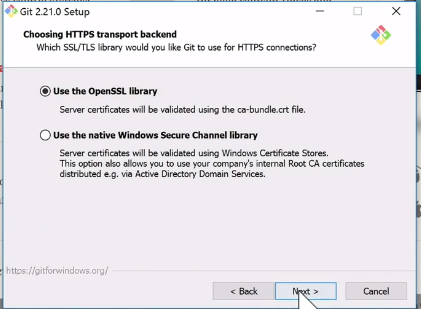 Git 2.21.0 Setup
Choosing HTTPS transport backend
Which SSL/TLS library would you like Git to use for HTTPS connections?
Use the OpenSSL library
Server certificates will be validated using the ca-bundle.crt file.
Use the native Windows Secure Channel library
Server certificates will be validated using Windows Certificate Stores.
This option also allows you to use your company's internal Root CA certificates
distributed e.g. via Active Directory Domain Services.
https://gitforwindows.org/
< Back
Next >
Cancel